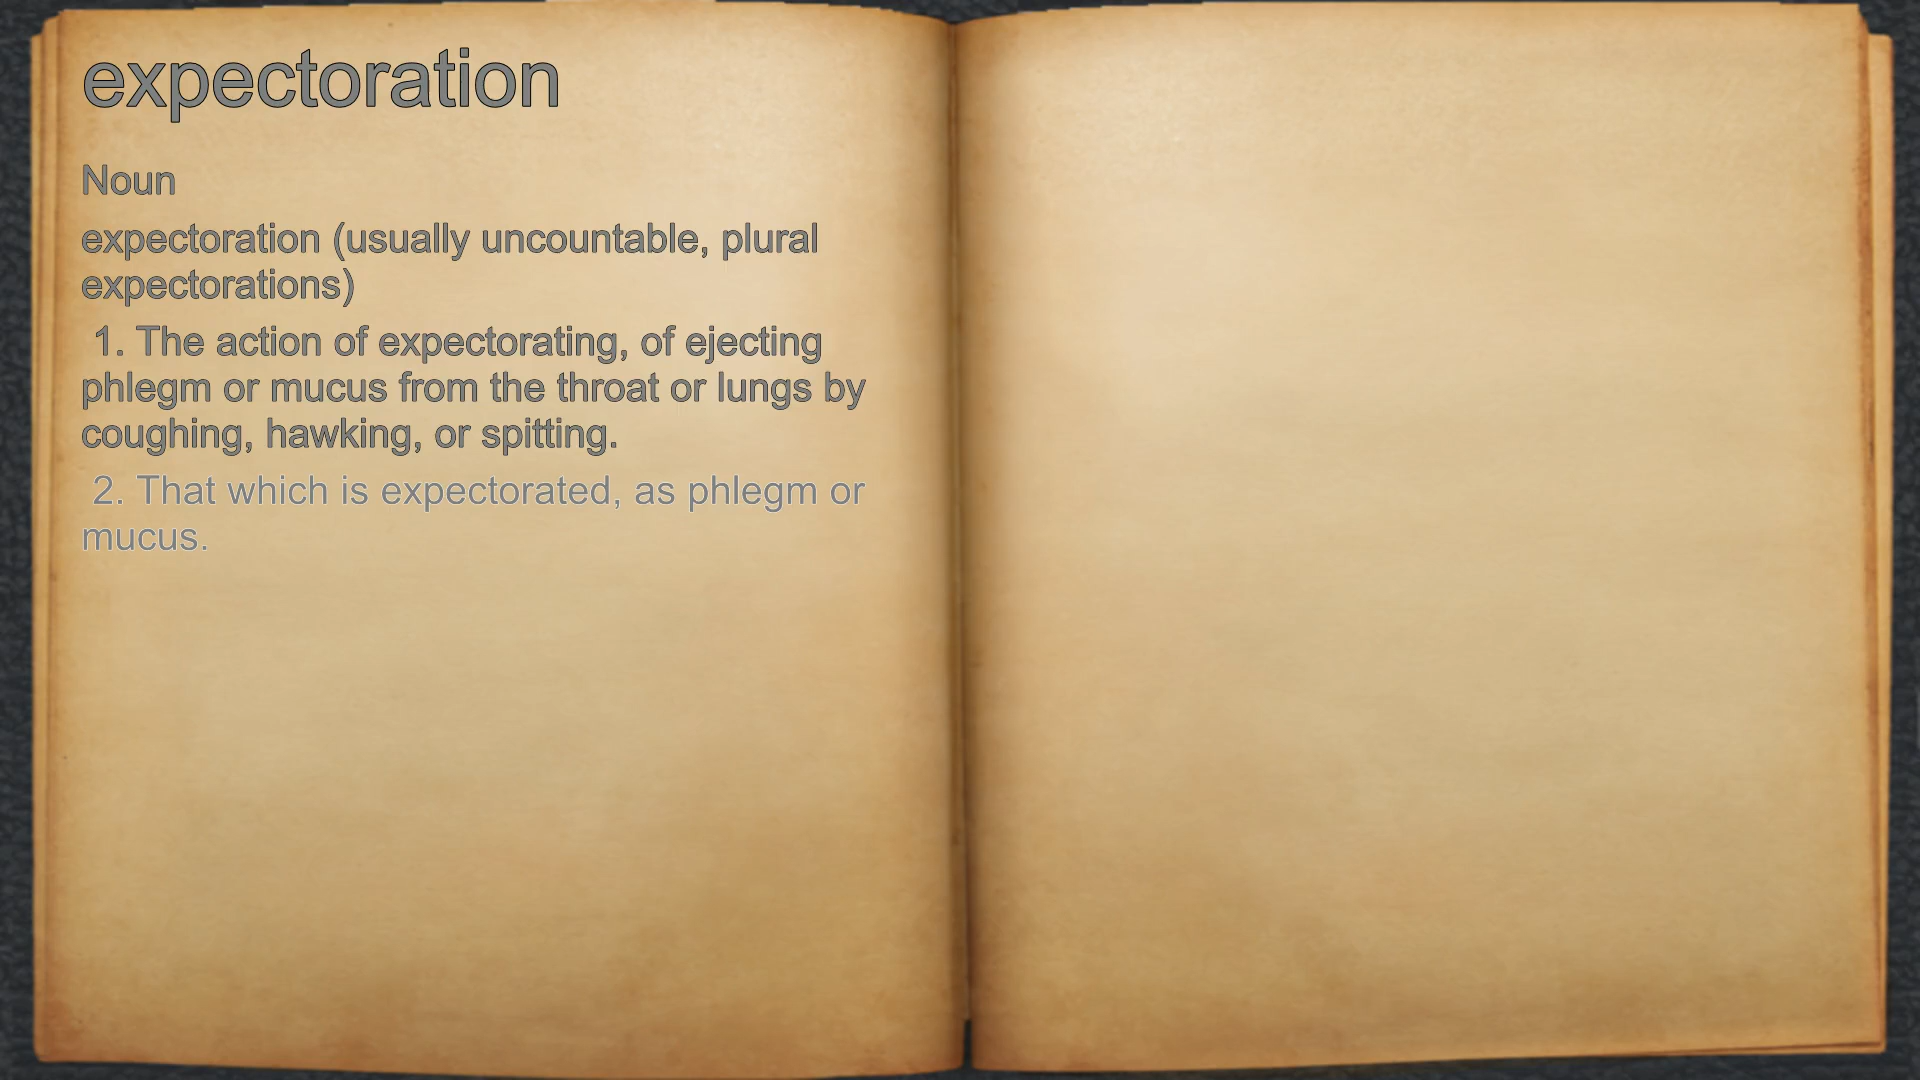 expectoration
Noun
expectoration (usually uncountable, plural
expectorations)
1. The action of expectorating, of ejecting
phlegm or mucus from the throat or lungs by
coughing, hawking, or spitting.
2. That which is expectorated, as phlegm or
mucus.